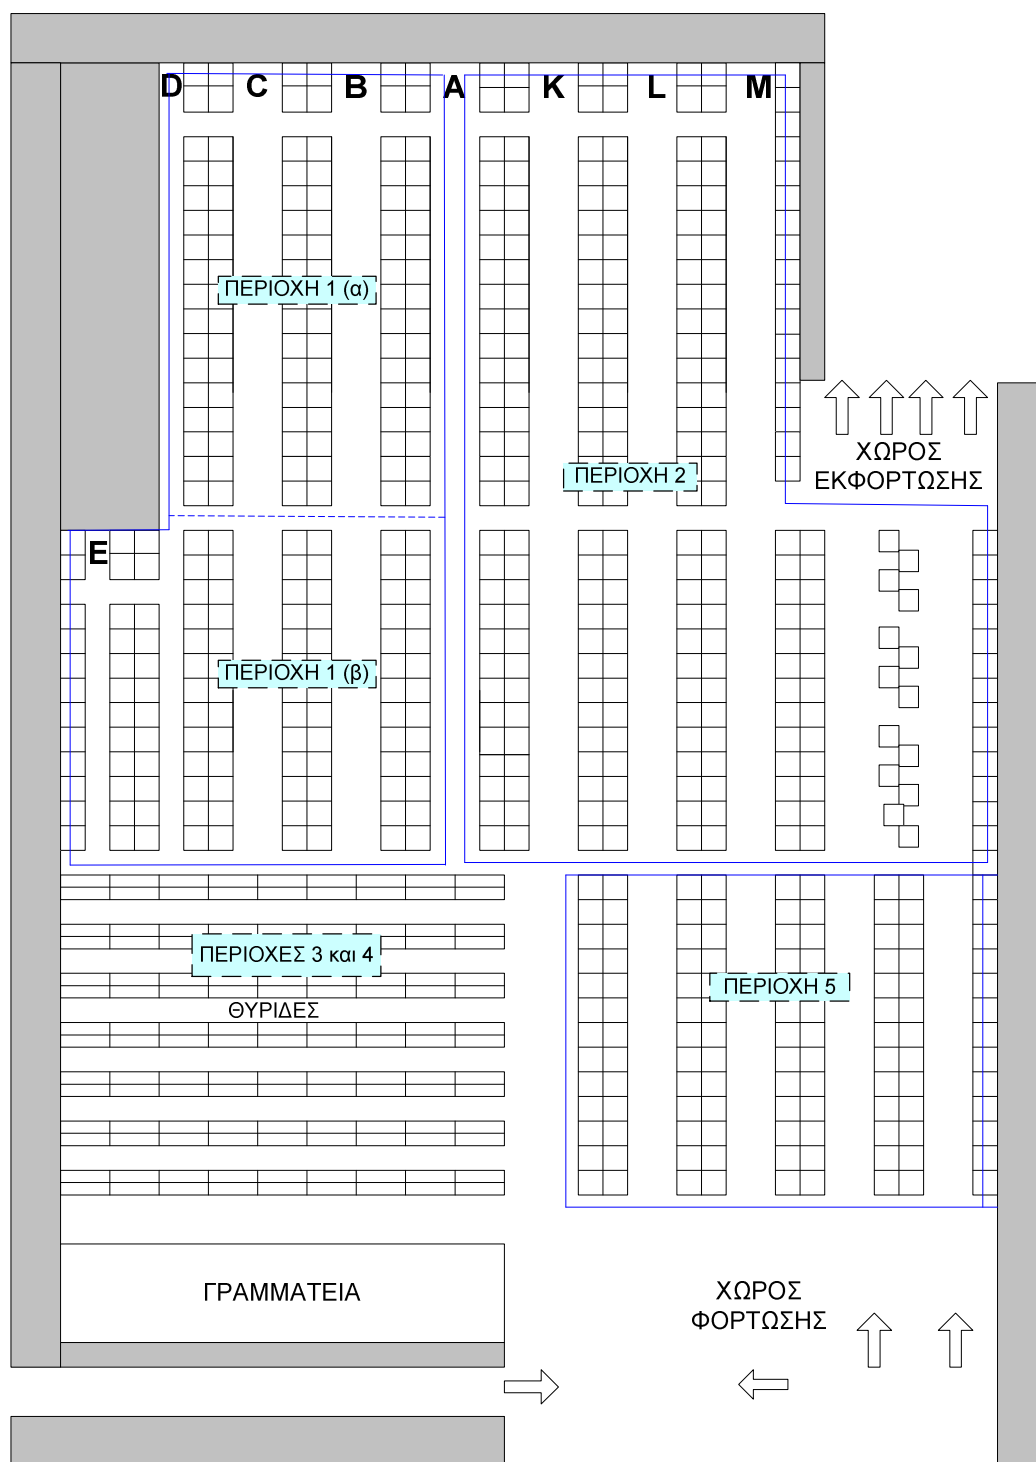 D C B A K L M
ΠΕΡΙΟΧΗ 1 (α)
ΧΩΡΟΣ
ΕΚΦΟΡΤΩΣΗΣ
ΠΕΡΙΟΧΗ 2
E
ΠΕΡΙΟΧΗ 1 (β)
ΠΕΡΙΟΧΕΣ 3 και 4
ΠΕΡΙΟΧΗ 5
ΘΥΡΙΔΕΣ
ΓΡΑΜΜΑΤΕΙΑ
ΧΩΡΟΣ
ΦΟΡΤΩΣΗΣ